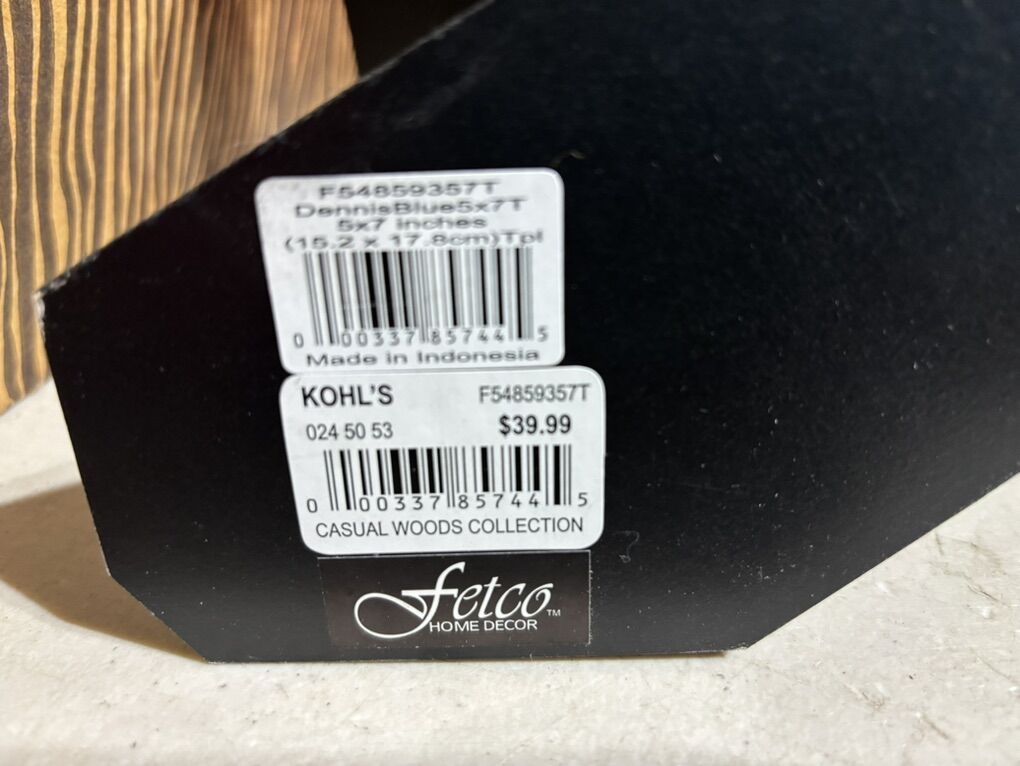 F54859357T
DennisBlue5x7T
5x7 inches
(15.2 x 17.8cm)Tpl
0 00337 85744 5
Made in Indonesia
KOHL'S F54859357T
024 50 53 $39.99
0 00337 85744 5
CASUAL WOODS COLLECTION
fetco™
HOME DECOR